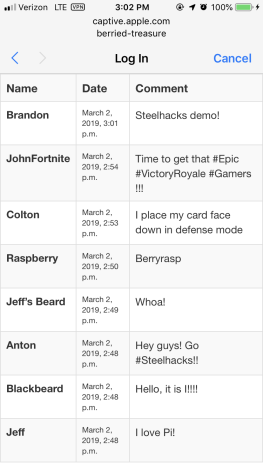 Verizon LTE VPN 3:02 PM 100%
captive.apple.com
berried-treasure
Log In Cancel
Name Date Comment
Brandon March 2, 2019, 3:01 p.m. Steelhacks demo!
JohnFortnite March 2, 2019, 2:54 p.m. Time to get that #Epic #VictoryRoyale #Gamers !!!
Colton March 2, 2019, 2:53 p.m. I place my card face down in defense mode
Raspberry March 2, 2019, 2:50 p.m. Berryrasp
Jeff's Beard March 2, 2019, 2:49 p.m. Whoa!
Anton March 2, 2019, 2:48 p.m. Hey guys! Go #Steelhacks!!
Blackbeard March 2, 2019, 2:48 p.m. Hello, it is I!!!!
Jeff March 2, 2019, 2:48 p.m. I love Pi!